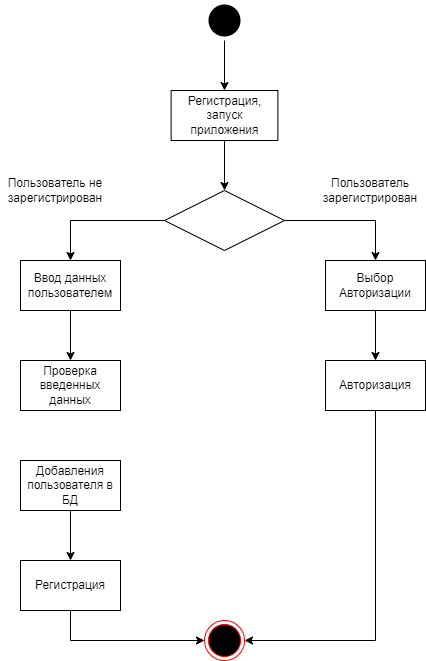 Регистрация,
запуск
приложения
Пользователь не
зарегистрирован
Пользователь
зарегистрирован
Ввод данных
пользователем
Выбор
Авторизации
Проверка
введенных
данных
Авторизация
Добавления
пользователя в
БД
Регистрация